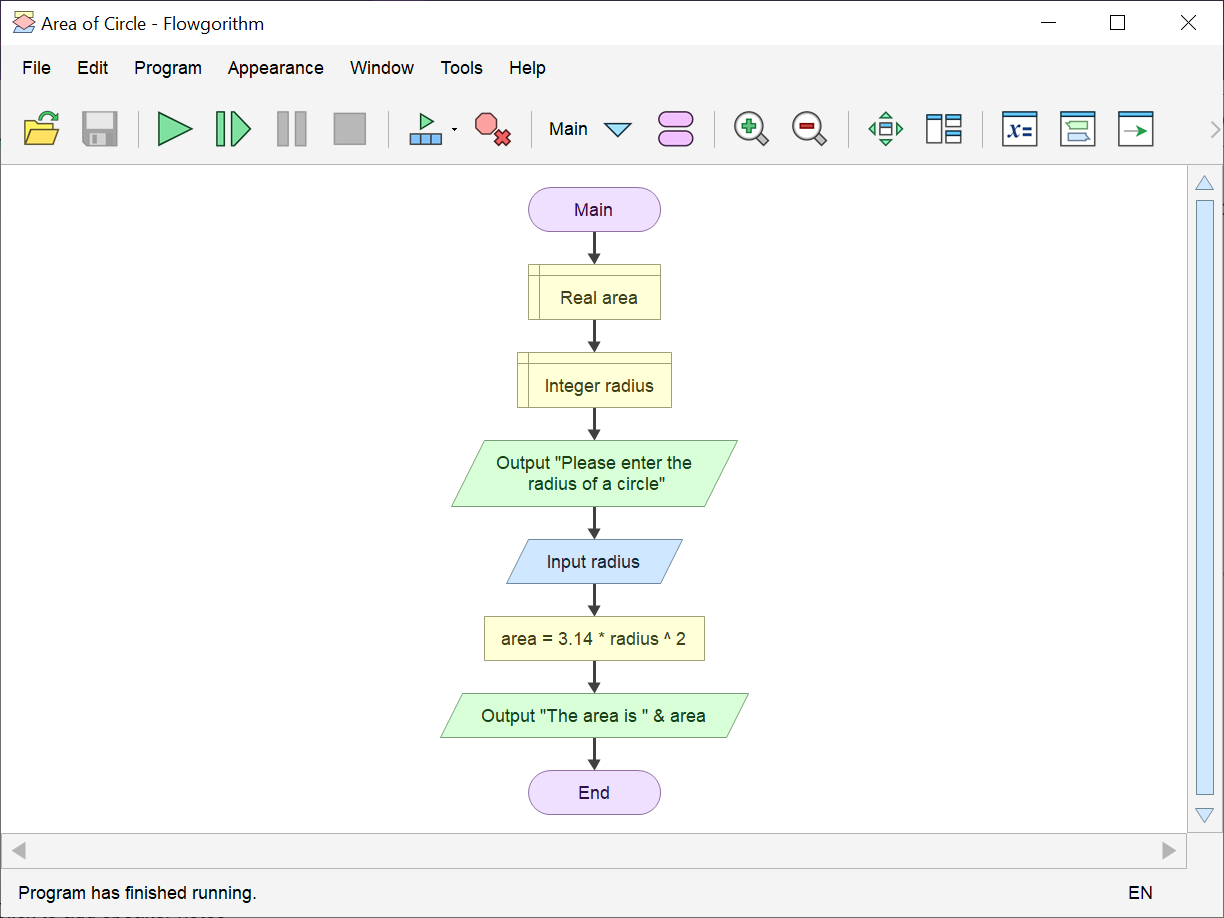 Area of Circle - Flowgorithm
File Edit Program Appearance Window Tools Help
Main
x=
Main
Real area
Integer radius
Output "Please enter the
radius of a circle"
Input radius
area = 3.14 * radius ^ 2
Output "The area is " & area
End
Program has finished running.
EN